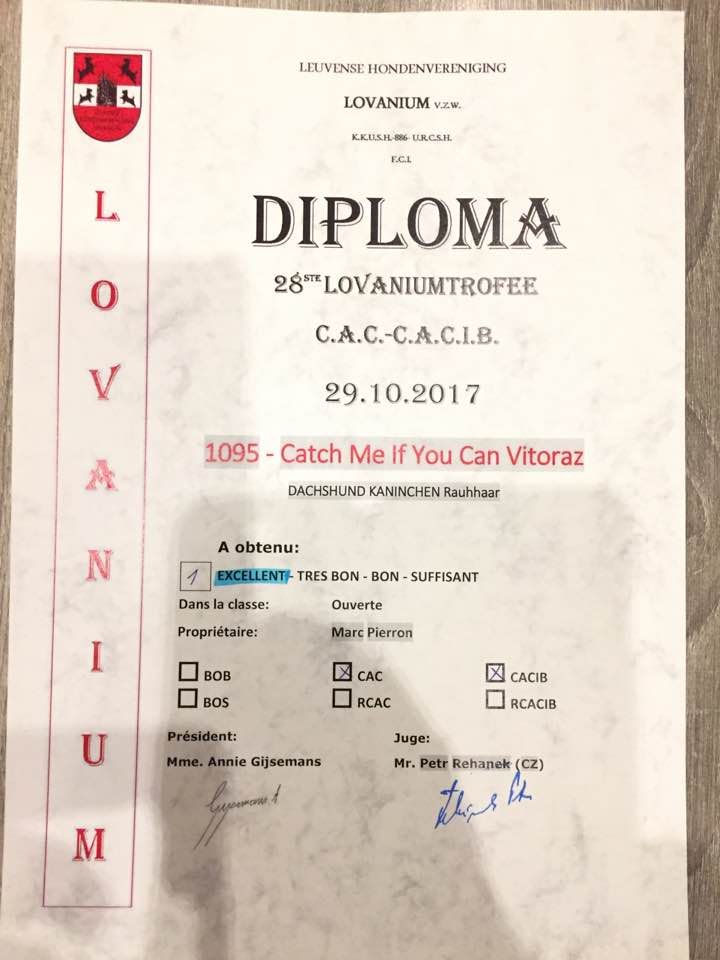 LEUVENSE HONDENVERENIGING
LOVANIUM V.Z.W.
K.K.U.S.H.-886- U.R.C.S.H.
F.C.I.
LOVANIUM
DIPLOMA
28STE LOVANIUMTROFEE
C.A.C.-C.A.C.I.B.
29.10.2017
1095 - Catch Me If You Can Vitoraz
DACHSHUND KANINCHEN Rauhhaar
A obtenu:
1 EXCELLENT - TRES BON - BON - SUFFISANT
Dans la classe: Ouverte
Propriétaire: Marc Pierron
BOB CAC CACIB
BOS RCAC RCACIB
Président: Juge:
Mme. Annie Gijsemans Mr. Petr Rehanek (CZ)